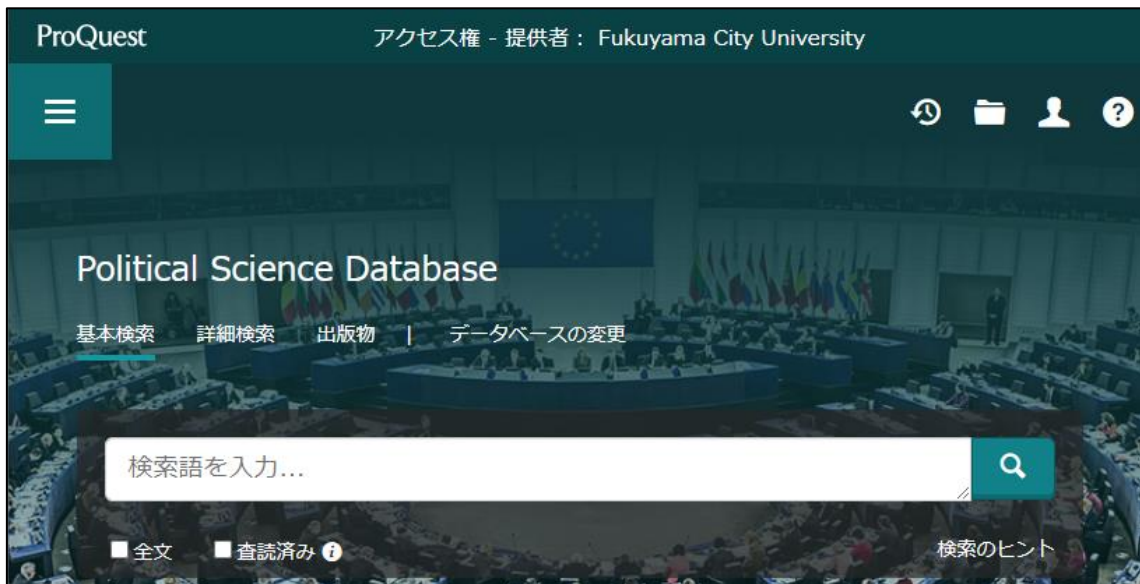 ProQuest アクセス権 - 提供者： Fukuyama City University
Political Science Database
基本検索 詳細検索 出版物 | データベースの変更
検索語を入力...
全文 査読済み 検索のヒント